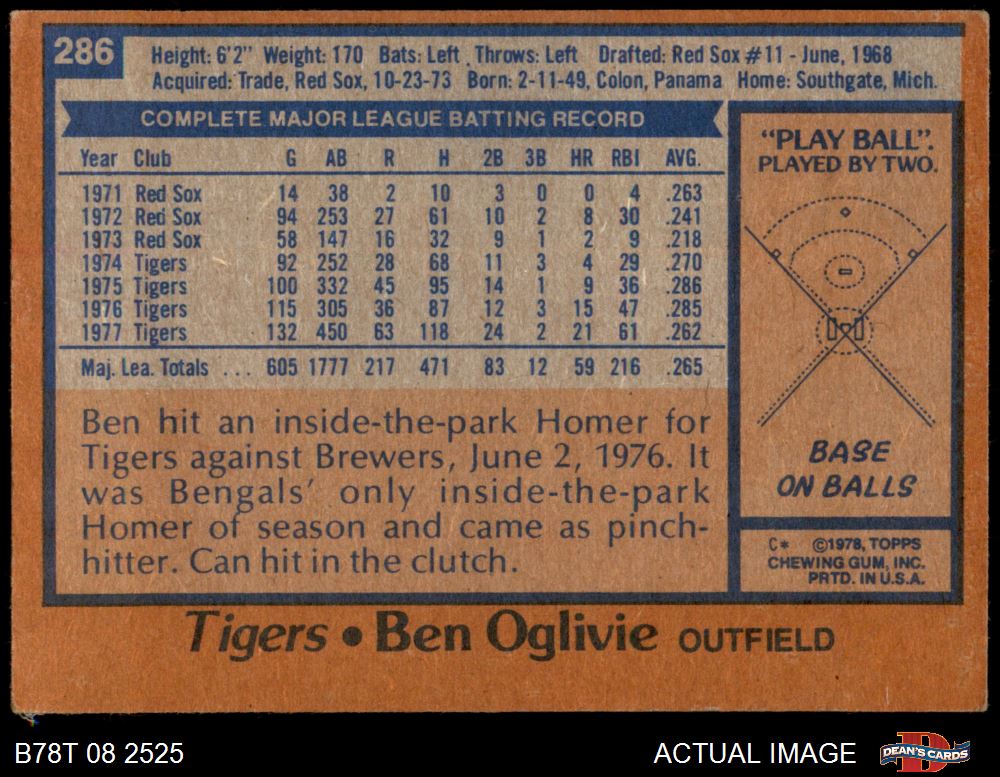 286
Height: 6'2" Weight: 170 Bats: Left Throws: Left Drafted: Red Sox #11 - June, 1968
Acquired: Trade, Red Sox, 10-23-73 Born: 2-11-49, Colon, Panama Home: Southgate, Mich.
COMPLETE MAJOR LEAGUE BATTING RECORD
Year Club G AB R H 2B 3B HR RBI AVG.
1971 Red Sox 14 38 2 10 3 0 0 4 .263
1972 Red Sox 94 253 27 61 10 2 8 30 .241
1973 Red Sox 58 147 16 32 9 1 2 9 .218
1974 Tigers 92 252 28 68 11 3 4 29 .270
1975 Tigers 100 332 45 95 14 1 9 36 .286
1976 Tigers 115 305 36 87 12 3 15 47 .285
1977 Tigers 132 450 63 118 24 2 21 61 .262
Maj. Lea. Totals ... 605 1777 217 471 83 12 59 216 .265
Ben hit an inside-the-park Homer for
Tigers against Brewers, June 2, 1976. It
was Bengals' only inside-the-park
Homer of season and came as pinch-
hitter. Can hit in the clutch.
"PLAY BALL".
PLAYED BY TWO.
BASE
ON BALLS
C* ©1978, TOPPS
CHEWING GUM, INC.
PRTD. IN U.S.A.
Tigers • Ben Oglivie OUTFIELD
B78T 08 2525
ACTUAL IMAGE
D
DEAN'S CARDS